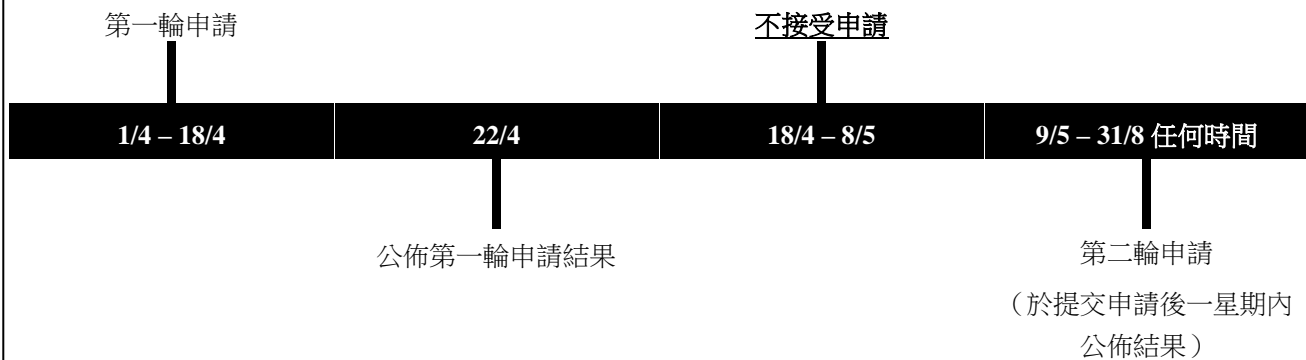 第一輪申請
不接受申請
1/4 – 18/4
22/4
18/4 – 8/5
9/5 – 31/8 任何時間
公佈第一輪申請結果
第二輪申請
（於提交申請後一星期內
公佈結果）